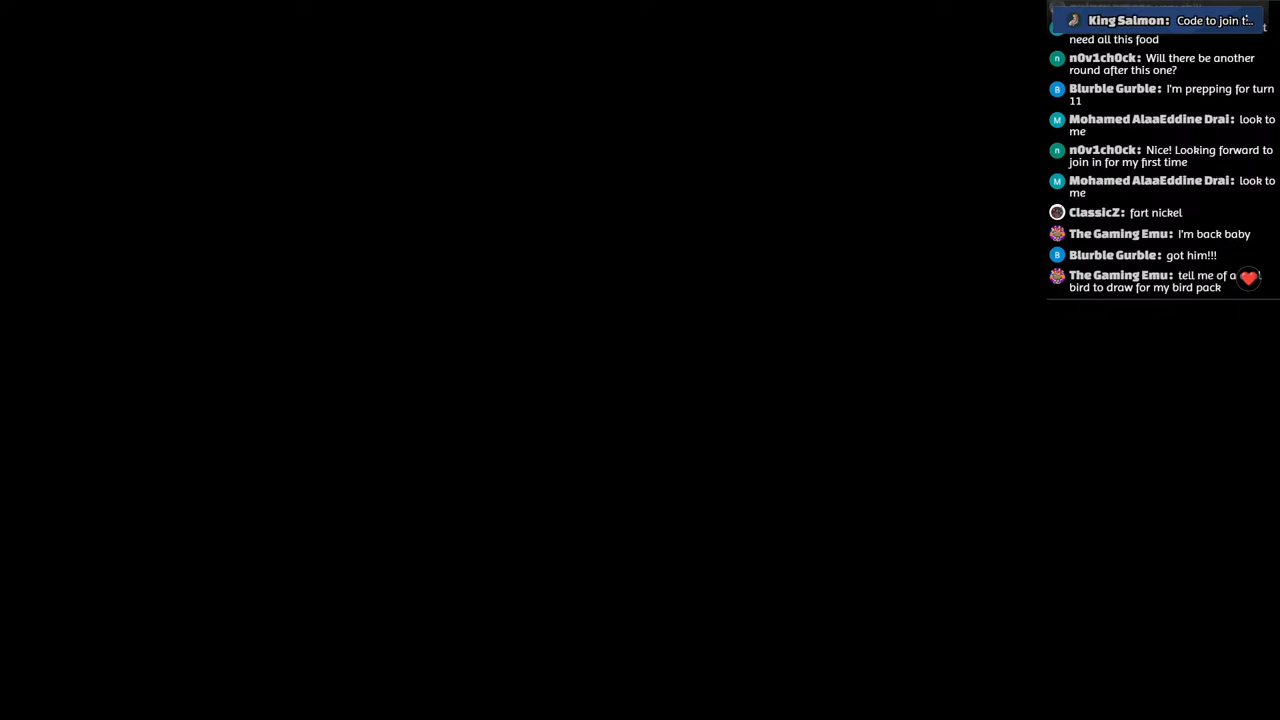 King Salmon: Code to join t...
need all this food
n0v1ch0ck: Will there be another
round after this one?
Blurble Gurble: I'm prepping for turn
11
Mohamed AlaaEddine Drai: look to
me
n0v1ch0ck: Nice! Looking forward to
join in for my first time
Mohamed AlaaEddine Drai: look to
me
ClassicZ: fart nickel
The Gaming Emu: I'm back baby
Blurble Gurble: got him!!!
The Gaming Emu: tell me of a
bird to draw for my bird pack